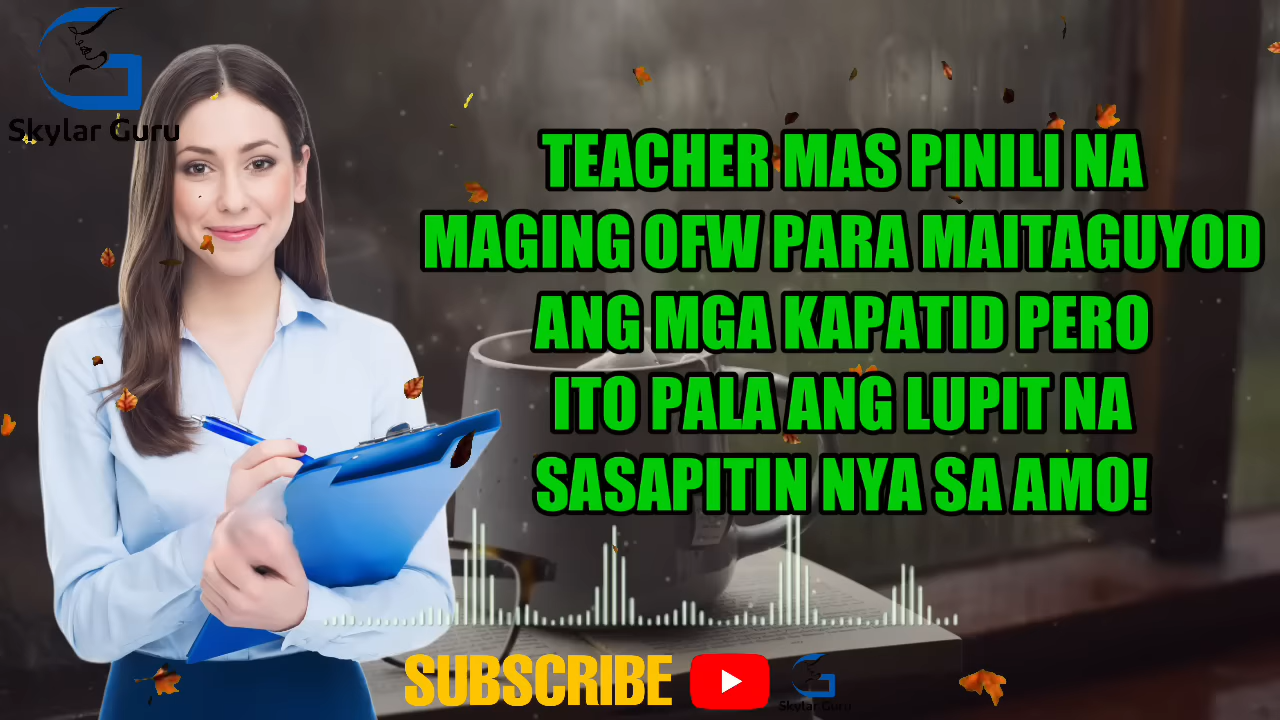 Skylar Guru
TEACHER MAS PINILI NA
MAGING OFW PARA MAITAGUYOD
ANG MGA KAPATID PERO
ITO PALA ANG LUPIT NA
SASAPITIN NYA SA AMO!
SUBSCRIBE
Skylar Guru